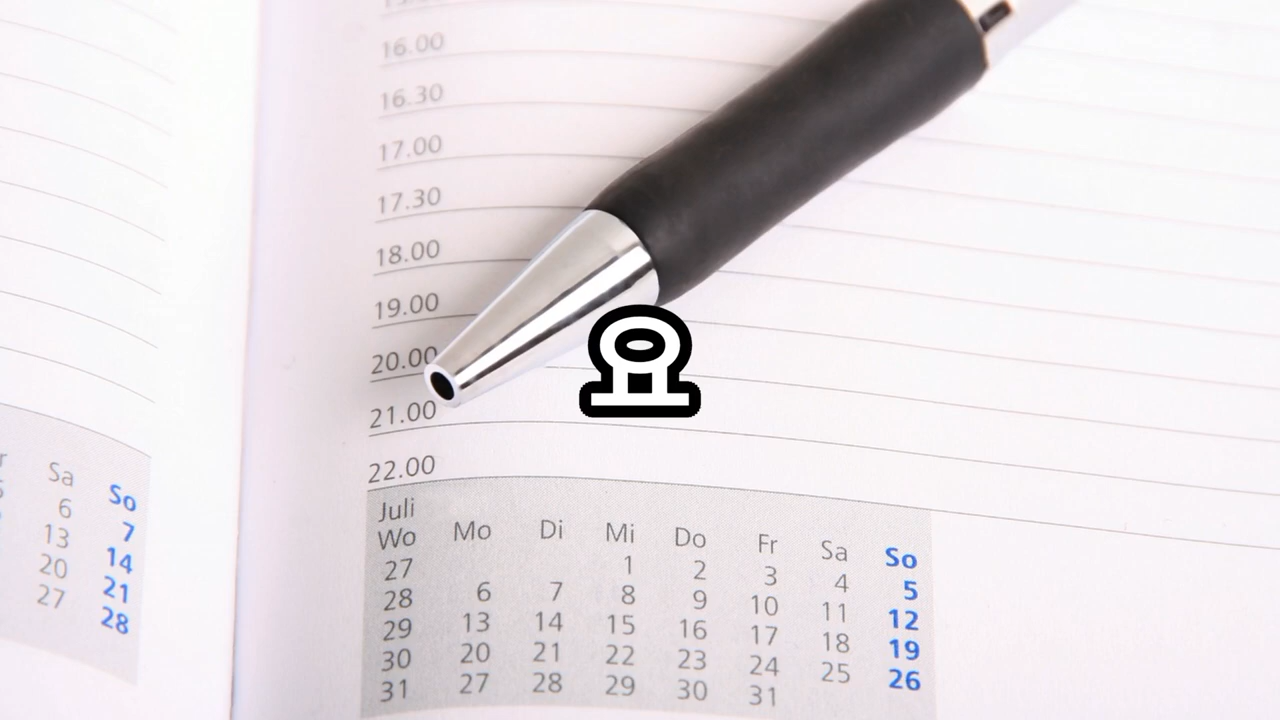 16.00
16.30
17.00
17.30
18.00
19.00
20.00
21.00
22.00
Sa So
6 7
13 14
20 21
27 28
Juli
Wo Mo Di Mi Do Fr Sa So
27 1 2 3 4 5
28 6 7 8 9 10 11 12
29 13 14 15 16 17 18 19
30 20 21 22 23 24 25 26
31 27 28 29 30 31
요